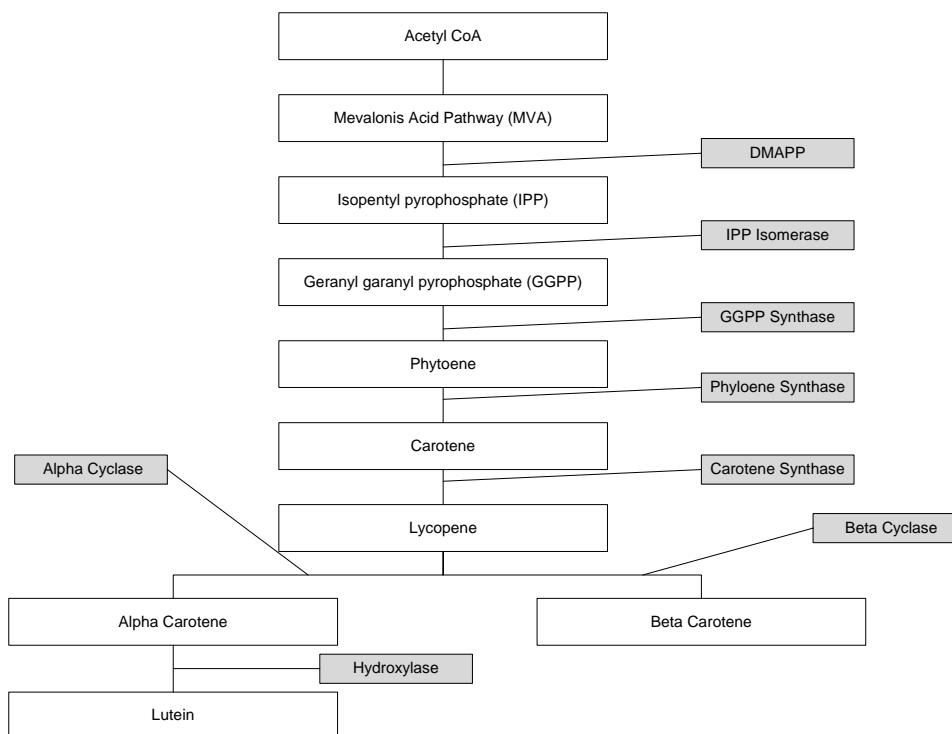 Acetyl CoA
Mevalonis Acid Pathway (MVA)
DMAPP
Isopentyl pyrophosphate (IPP)
IPP Isomerase
Geranyl garanyl pyrophosphate (GGPP)
GGPP Synthase
Phytoene
Phyloene Synthase
Carotene
Alpha Cyclase
Carotene Synthase
Lycopene
Beta Cyclase
Alpha Carotene
Beta Carotene
Hydroxylase
Lutein